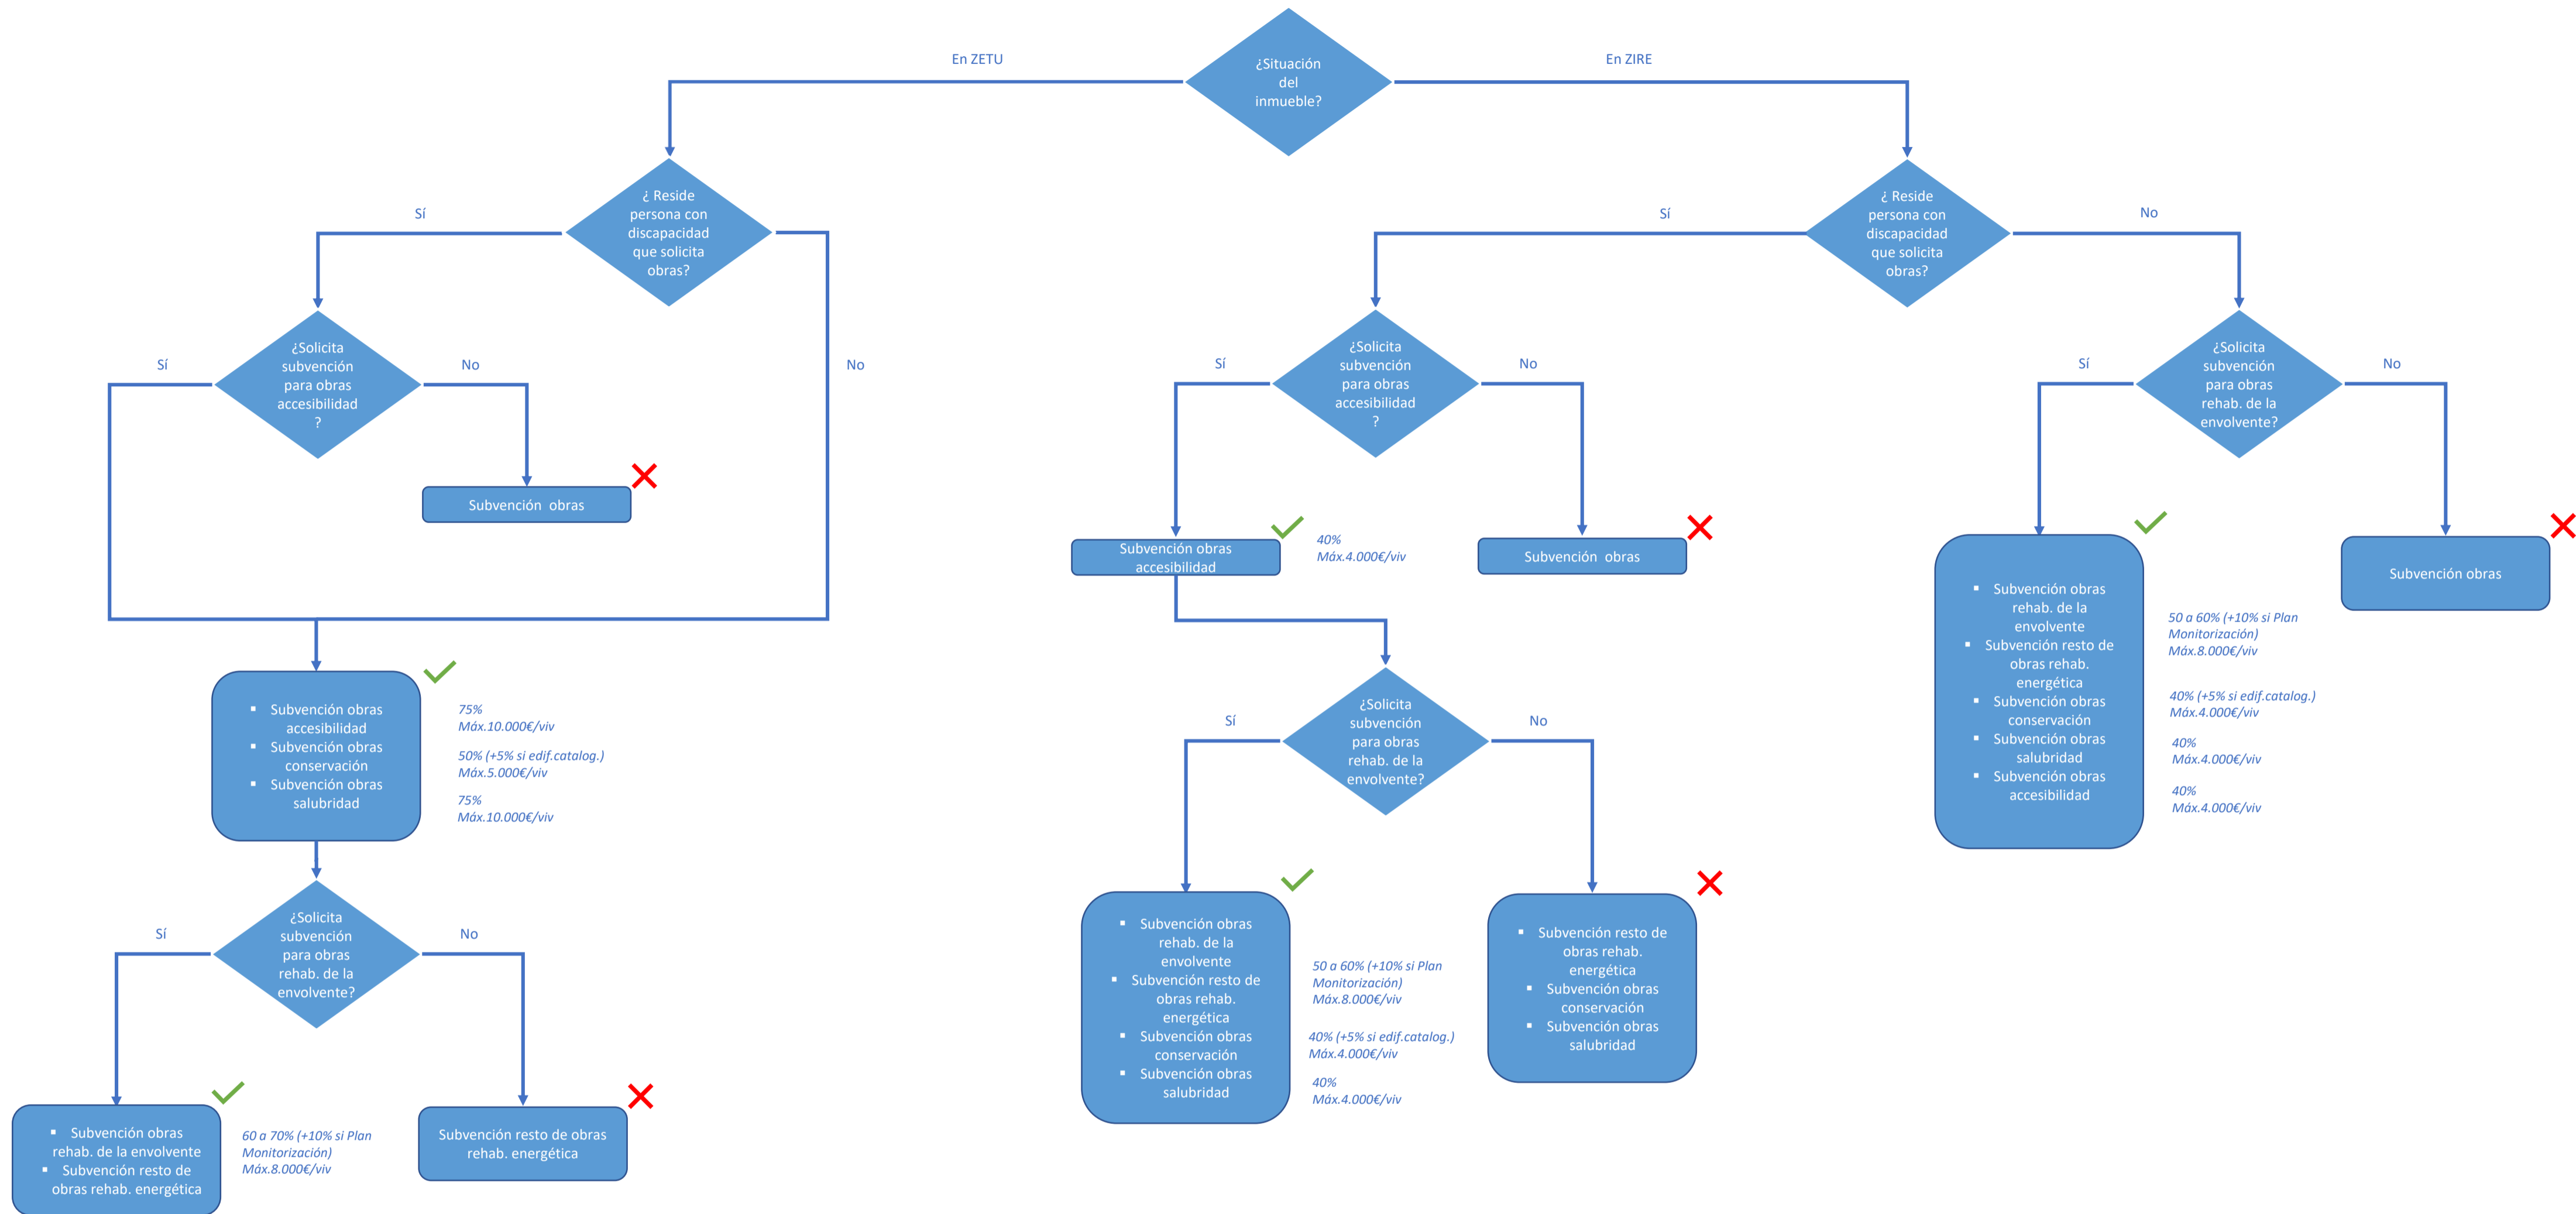 En ZETU
¿Situación
del
inmueble?
En ZIRE
¿ Reside
persona con
discapacidad
que solicita
obras?
Sí
No
¿Solicita
subvención
para obras
accesibilidad
?
Sí
No
Subvención  obras
▪ Subvención obras
accesibilidad
▪ Subvención obras
conservación
▪ Subvención obras
salubridad
75%
Máx.10.000€/viv
50% (+5% si edif.catalog.)
Máx.5.000€/viv
75%
Máx.10.000€/viv
¿Solicita
subvención
para obras
rehab. de la
envolvente?
Sí
No
▪ Subvención obras
rehab. de la envolvente
▪ Subvención resto de
obras rehab. energética
60 a 70% (+10% si Plan
Monitorización)
Máx.8.000€/viv
Subvención resto de obras
rehab. energética
¿ Reside
persona con
discapacidad
que solicita
obras?
Sí
No
¿Solicita
subvención
para obras
accesibilidad
?
Sí
No
Subvención obras
accesibilidad
40%
Máx.4.000€/viv
Subvención  obras
¿Solicita
subvención
para obras
rehab. de la
envolvente?
Sí
No
▪ Subvención obras
rehab. de la
envolvente
▪ Subvención resto de
obras rehab.
energética
▪ Subvención obras
conservación
▪ Subvención obras
salubridad
50 a 60% (+10% si Plan
Monitorización)
Máx.8.000€/viv
40% (+5% si edif.catalog.)
Máx.4.000€/viv
40%
Máx.4.000€/viv
▪ Subvención resto de
obras rehab.
energética
▪ Subvención obras
conservación
▪ Subvención obras
salubridad
¿Solicita
subvención
para obras
rehab. de la
envolvente?
Sí
No
▪ Subvención obras
rehab. de la
envolvente
▪ Subvención resto de
obras rehab.
energética
▪ Subvención obras
conservación
▪ Subvención obras
salubridad
▪ Subvención obras
accesibilidad
50 a 60% (+10% si Plan
Monitorización)
Máx.8.000€/viv
40% (+5% si edif.catalog.)
Máx.4.000€/viv
40%
Máx.4.000€/viv
40%
Máx.4.000€/viv
Subvención obras